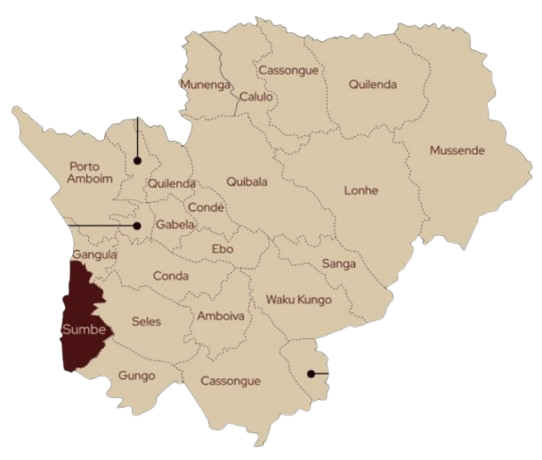 Cassongue
Munenga
Calulo
Quilenda
Mussende
Porto
Amboim
Quilenda
Quibala
Lonhe
Condé
Gabela
Ebo
Gangula
Sanga
Conda
Waku Kungo
Amboiva
Seles
Sumbe
Gungo
Cassongue